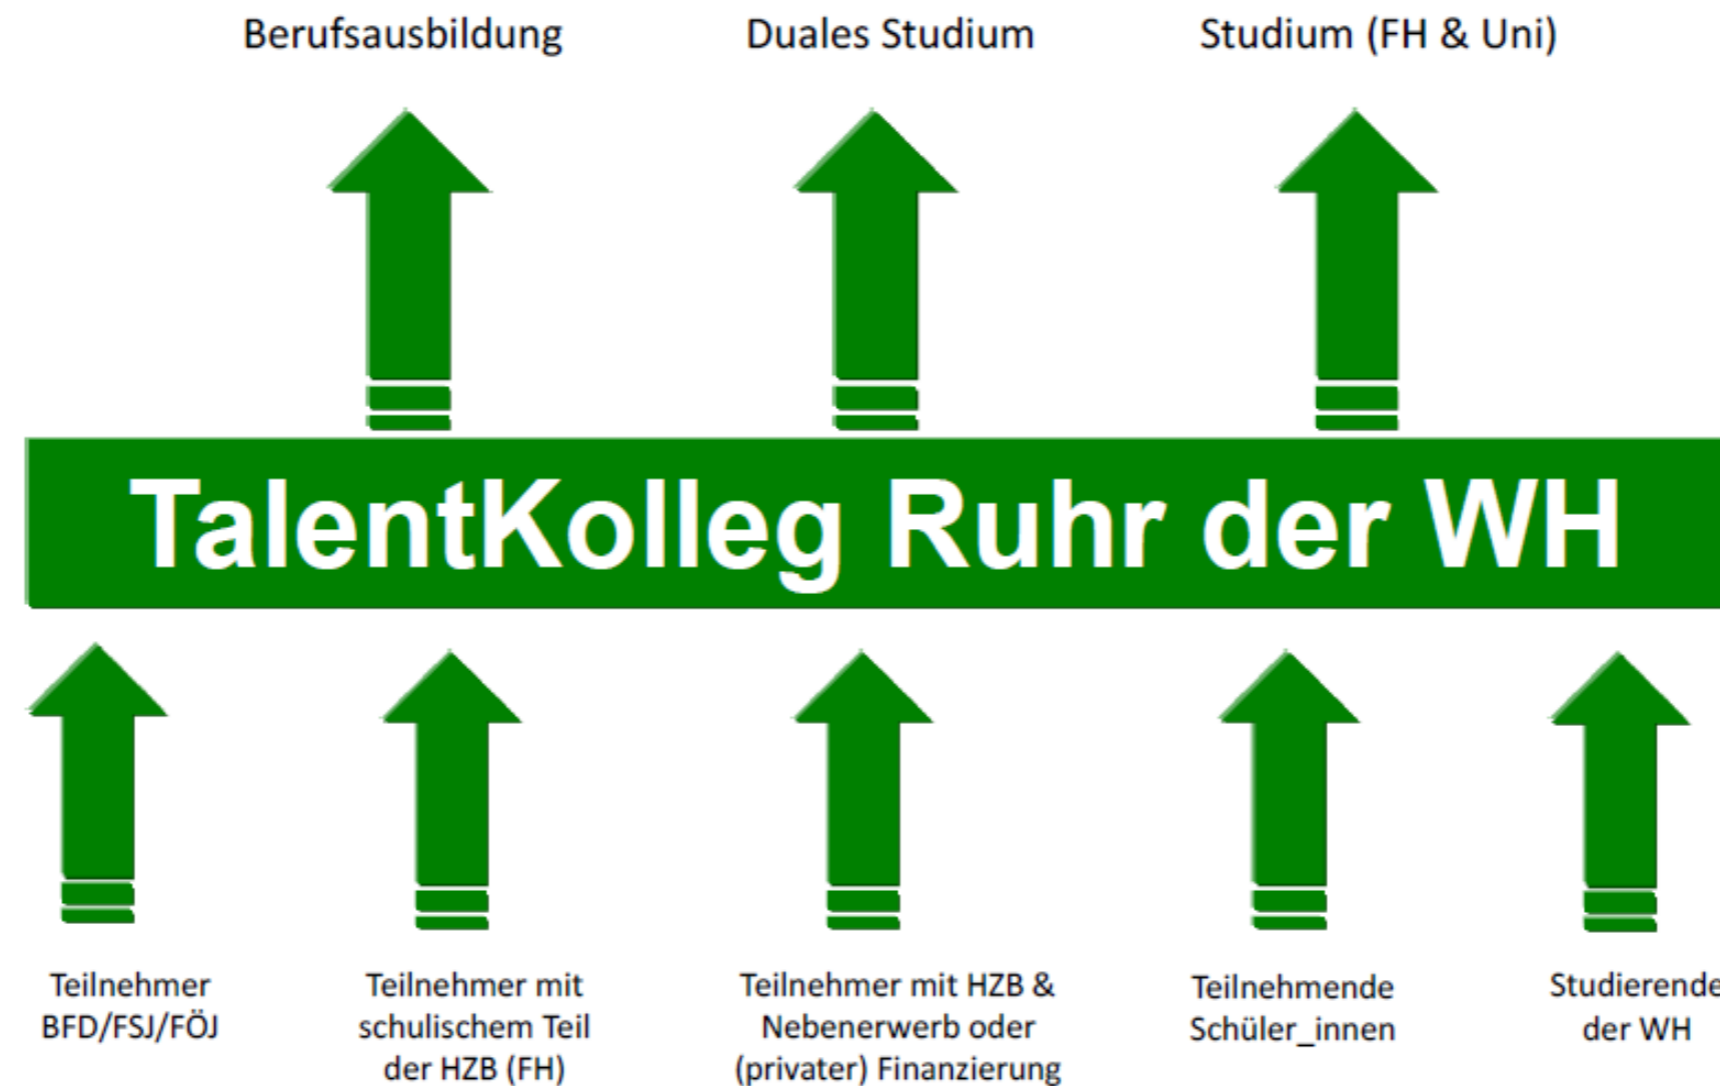 Berufsausbildung
Duales Studium
Studium (FH & Uni)
TalentKolleg Ruhr der WH
Teilnehmer
BFD/FSJ/FÖJ
Teilnehmer mit
schulischem Teil
der HZB (FH)
Teilnehmer mit HZB &
Nebenerwerb oder
(privater) Finanzierung
Teilnehmende
Schüler_innen
Studierende
der WH